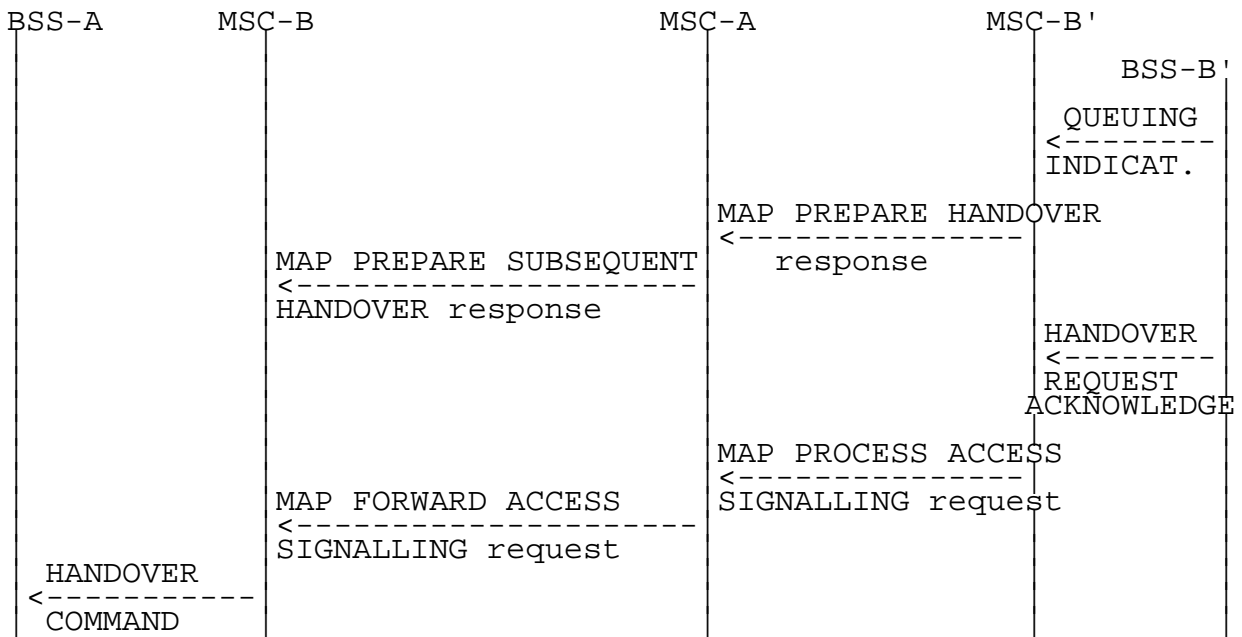 BSS-A MSC-B MSC-A MSC-B'
BSS-B'
QUEUING
<--------
INDICAT.
MAP PREPARE HANDOVER
<---------------
MAP PREPARE SUBSEQUENT response
<---------------------
HANDOVER response
HANDOVER
<--------
REQUEST
ACKNOWLEDGE
MAP PROCESS ACCESS
<---------------
MAP FORWARD ACCESS SIGNALLING request
<---------------------
SIGNALLING request
HANDOVER
<-----------
COMMAND